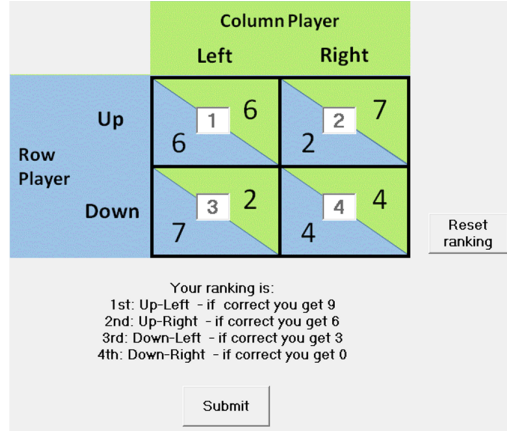 Column Player
Left Right
Up 1 6 2 7
6 2
Row
Player
Down 3 2 4 4
7 4
Reset
ranking
Your ranking is:
1st: Up-Left - if correct you get 9
2nd: Up-Right - if correct you get 6
3rd: Down-Left - if correct you get 3
4th: Down-Right - if correct you get 0
Submit